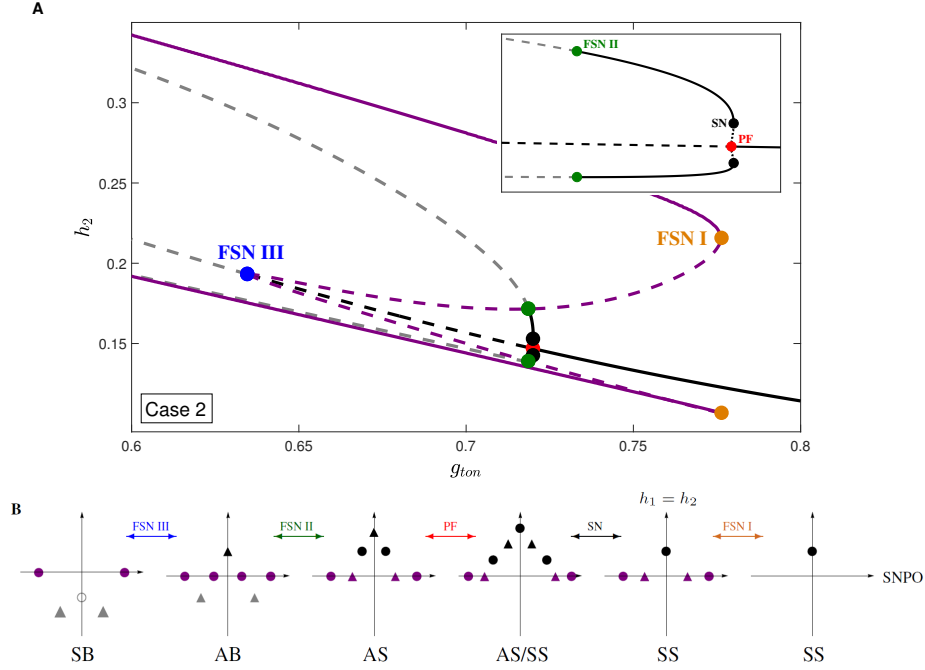 A
FSN II
SN
PF
0.3
0.25
0.2
0.15
h₂
FSN III
FSN I
Case 2
0.6
0.65
0.7
0.75
0.8
g_ton
B
h₁ = h₂
FSN III
FSN II
PF
SN
FSN I
SNPO
SB
AB
AS
AS/SS
SS
SS